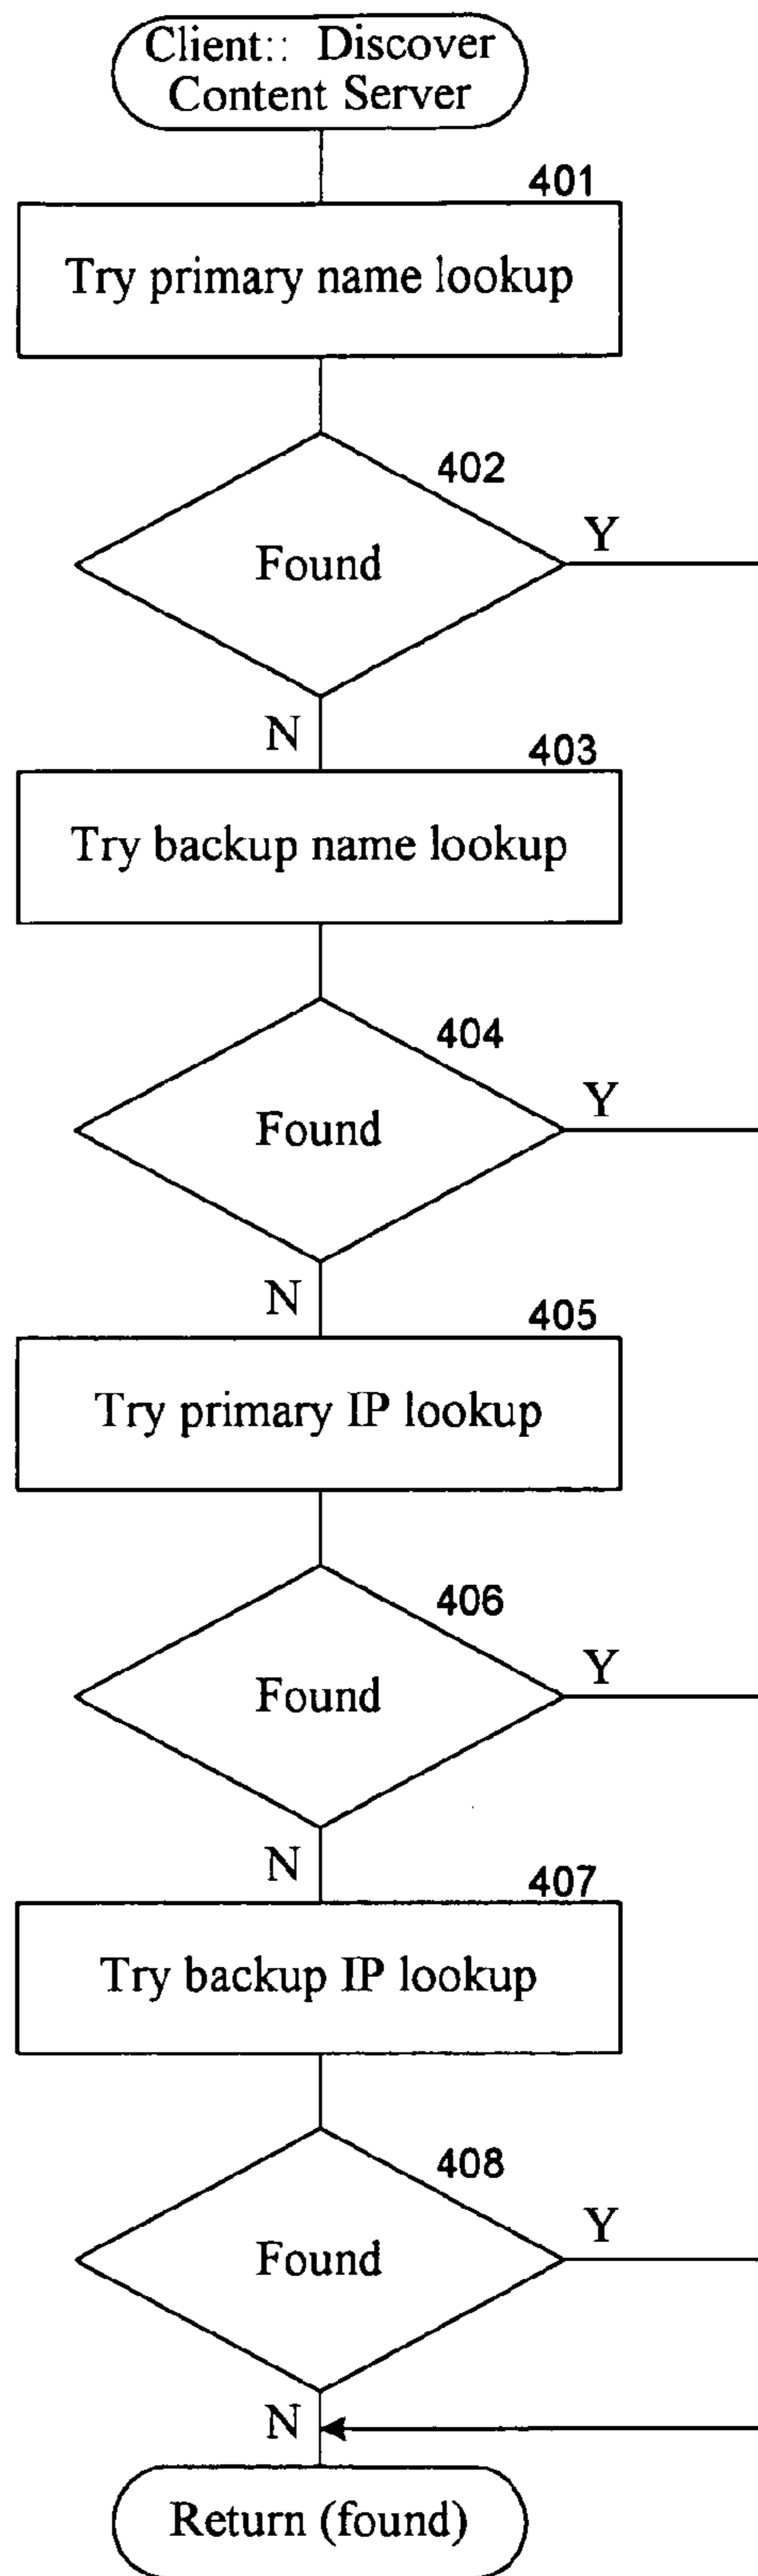 Client:: Discover
Content Server
401
Try primary name lookup
402
Found
Y
N
403
Try backup name lookup
404
Found
Y
N
405
Try primary IP lookup
406
Found
Y
N
407
Try backup IP lookup
408
Found
Y
N
Return (found)